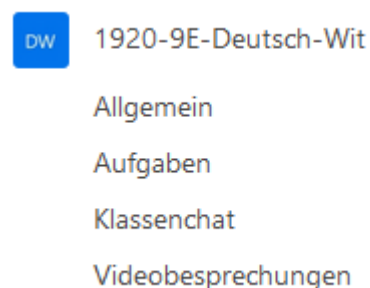 DW 1920-9E-Deutsch-Wit
Allgemein
Aufgaben
Klassenchat
Videobesprechungen